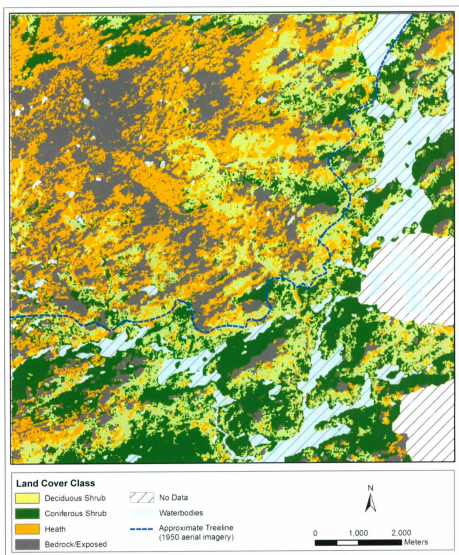 Land Cover Class
Deciduous Shrub
Coniferous Shrub
Heath
Bedrock/Exposed
No Data
Waterbodies
Approximate Treeline
(1950 aerial imagery)
N
0 1,000 2,000
Meters